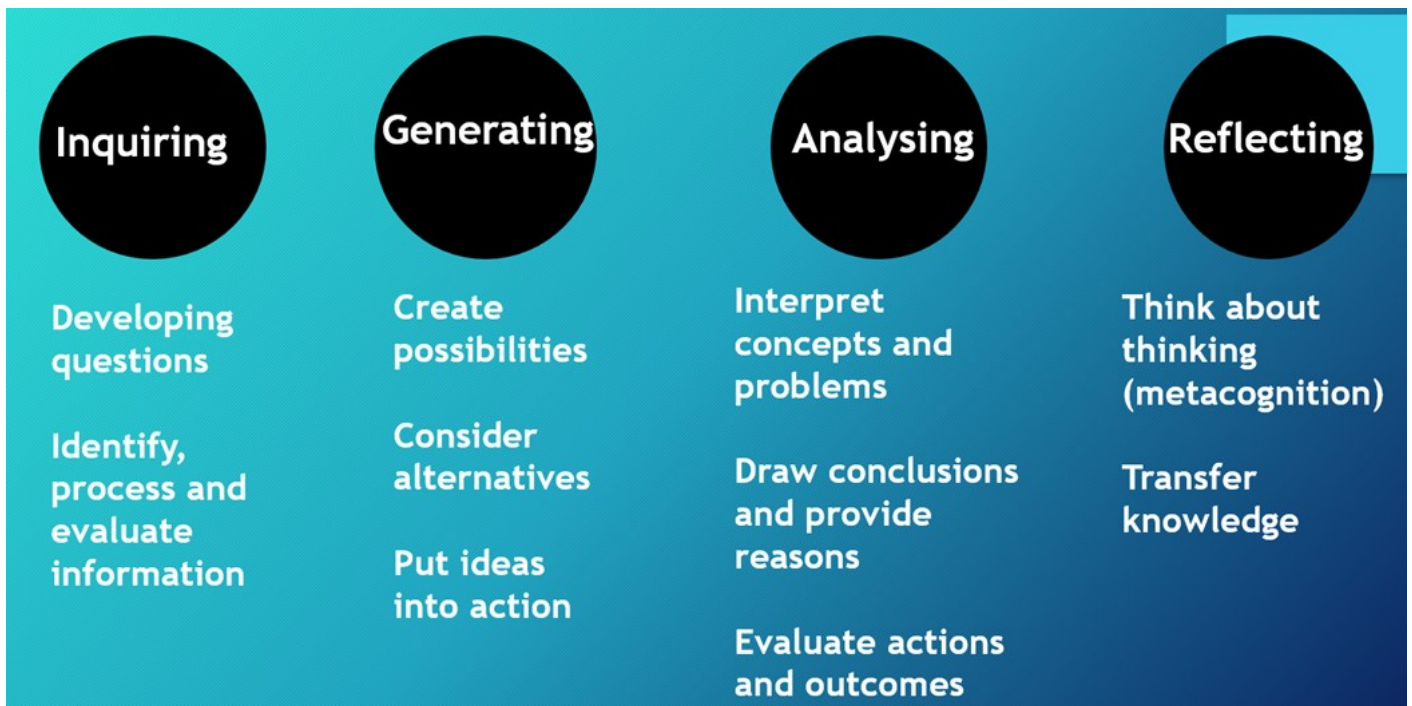 Inquiring
Developing
questions
Identify,
process and
evaluate
information
Generating
Create
possibilities
Consider
alternatives
Put ideas
into action
Analysing
Interpret
concepts and
problems
Draw conclusions
and provide
reasons
Evaluate actions
and outcomes
Reflecting
Think about
thinking
(metacognition)
Transfer
knowledge